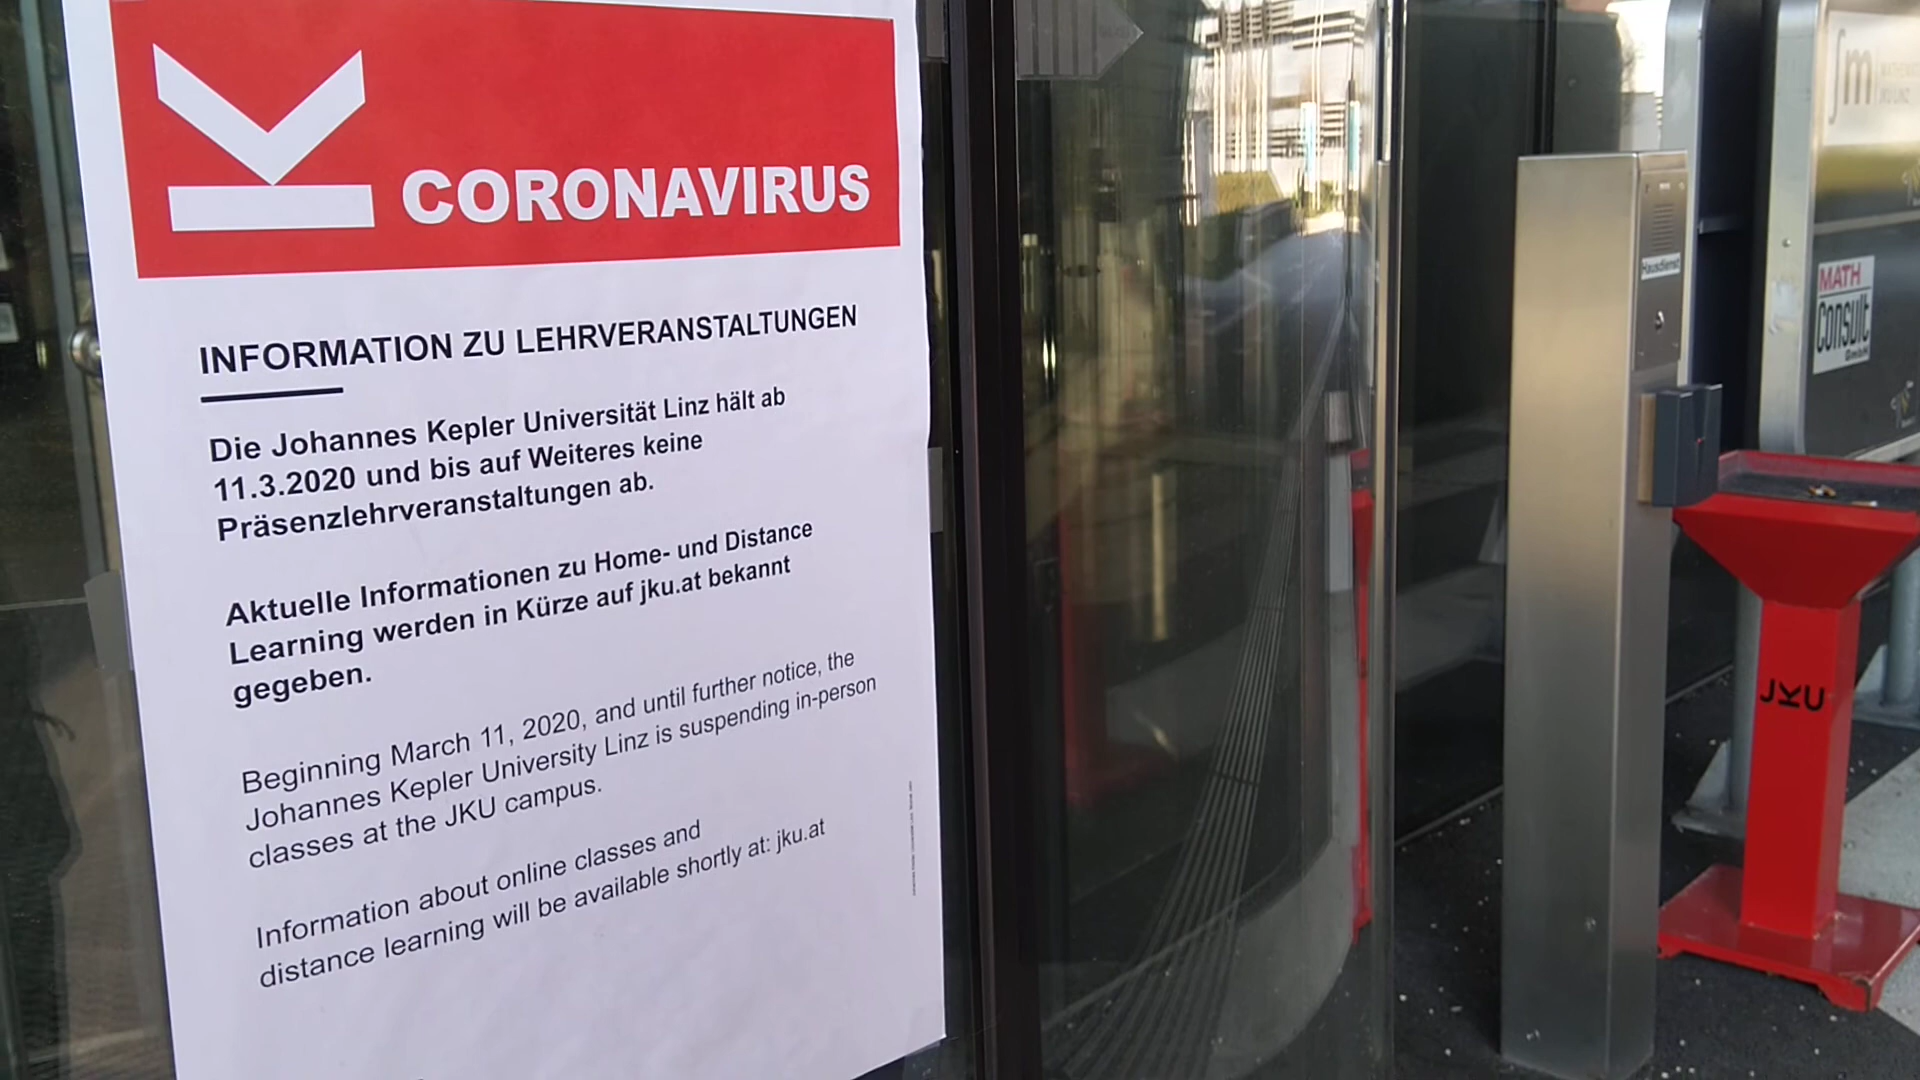 CORONAVIRUS
INFORMATION ZU LEHRVERANSTALTUNGEN
Die Johannes Kepler Universität Linz hält ab
11.3.2020 und bis auf Weiteres keine
Präsenzlehrveranstaltungen ab.
Aktuelle Informationen zu Home- und Distance
Learning werden in Kürze auf jku.at bekannt
gegeben.
Beginning March 11, 2020, and until further notice, the
Johannes Kepler University Linz is suspending in-person
classes at the JKU campus.
Information about online classes and
distance learning will be available shortly at: jku.at
Hausdienst
MATH
Consult
GmbH
JKU